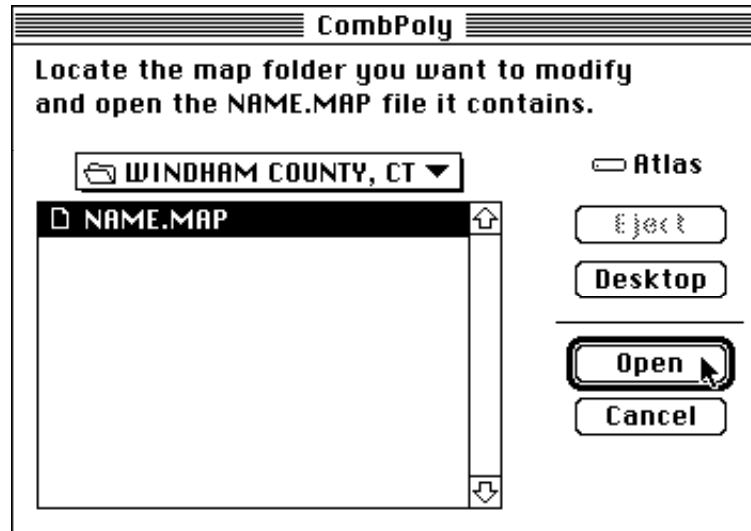 CombPoly
Locate the map folder you want to modify
and open the NAME.MAP file it contains.
WINDHAM COUNTY, CT
Atlas
NAME.MAP
Eject
Desktop
Open
Cancel